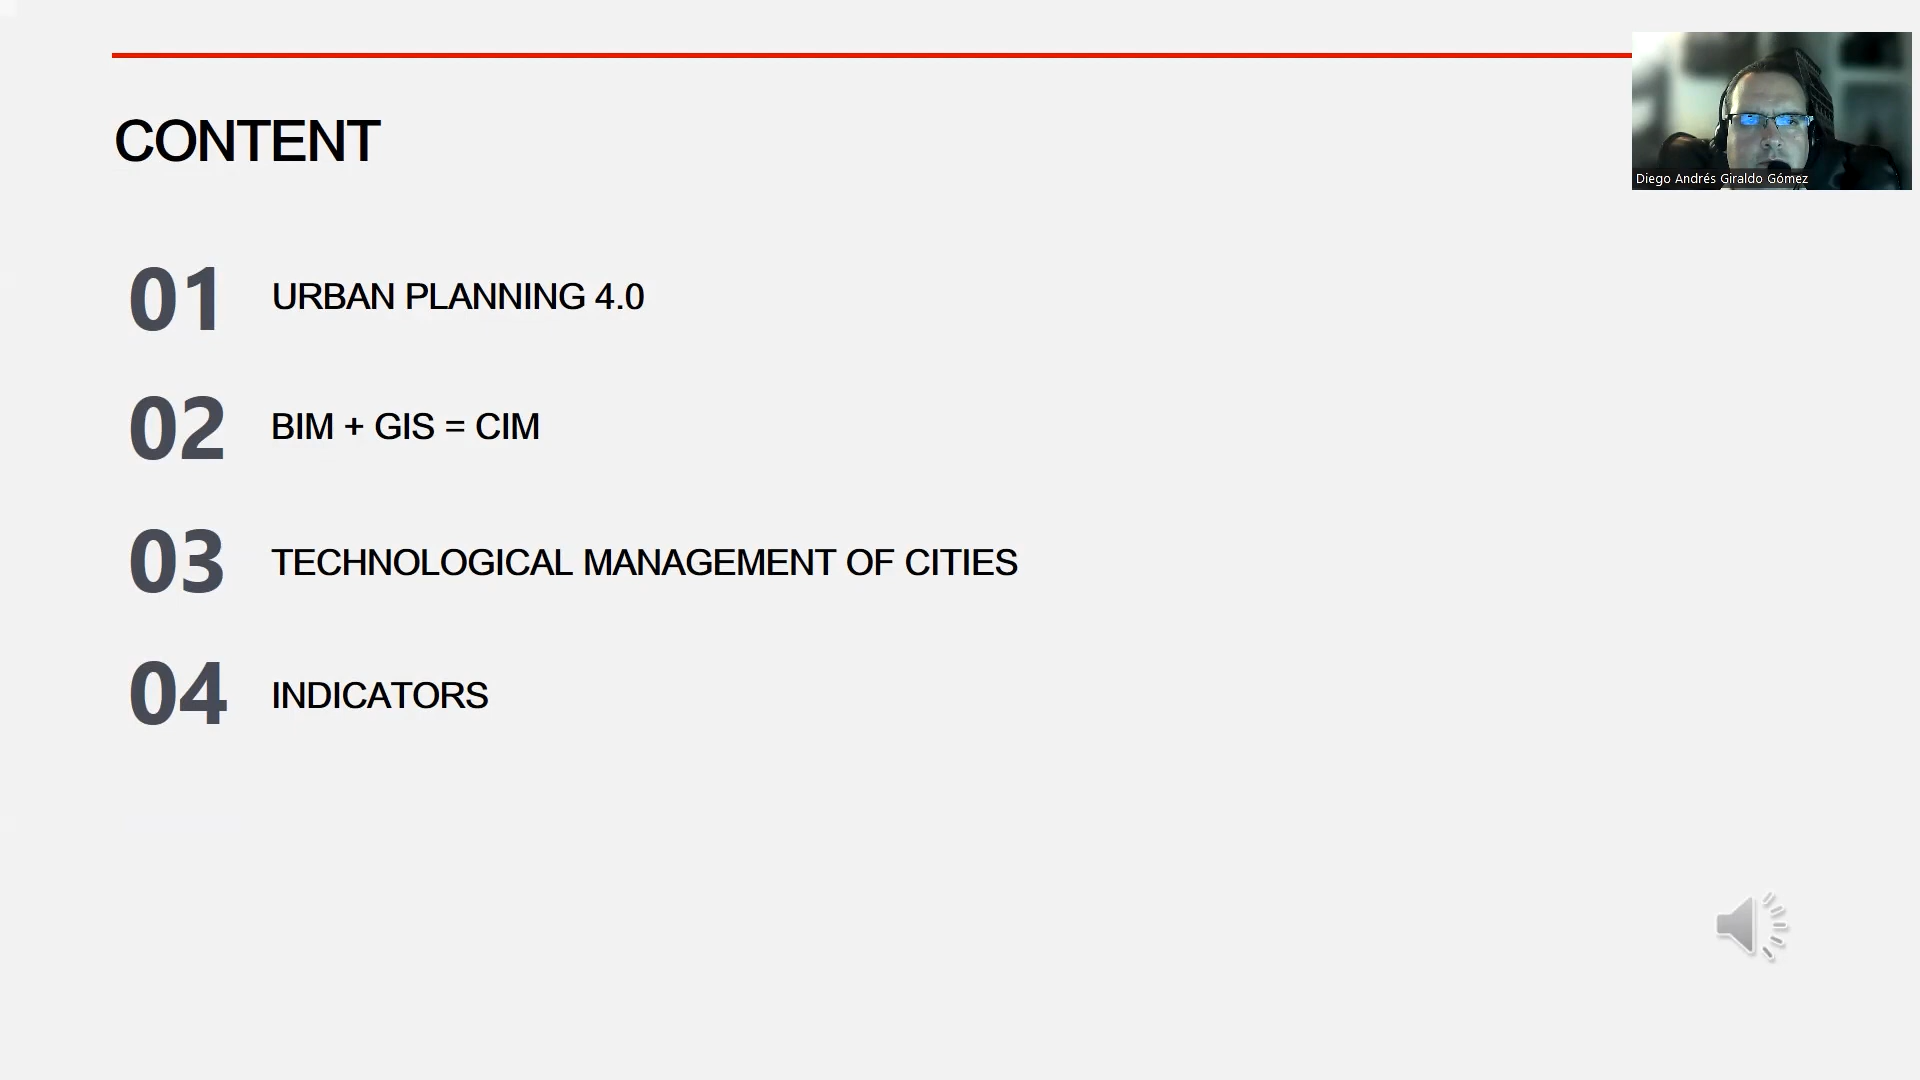 CONTENT
Diego Andrés Giraldo Gómez
01 URBAN PLANNING 4.0
02 BIM + GIS = CIM
03 TECHNOLOGICAL MANAGEMENT OF CITIES
04 INDICATORS